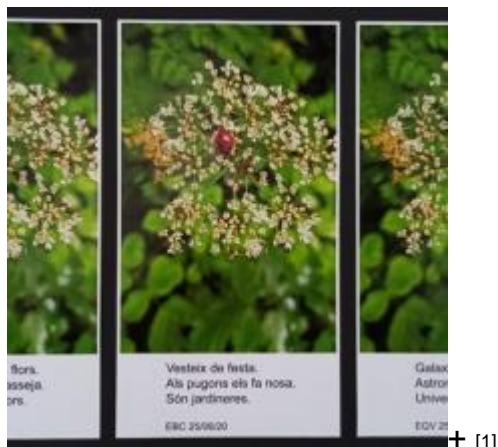 flors.
asseja
ors.
Vesteix de festa.
Als pugons els fa nosa.
Són jardineres.
EBC 25/06/20
Galax
Astron
Unive
EGV 25
+ [1]